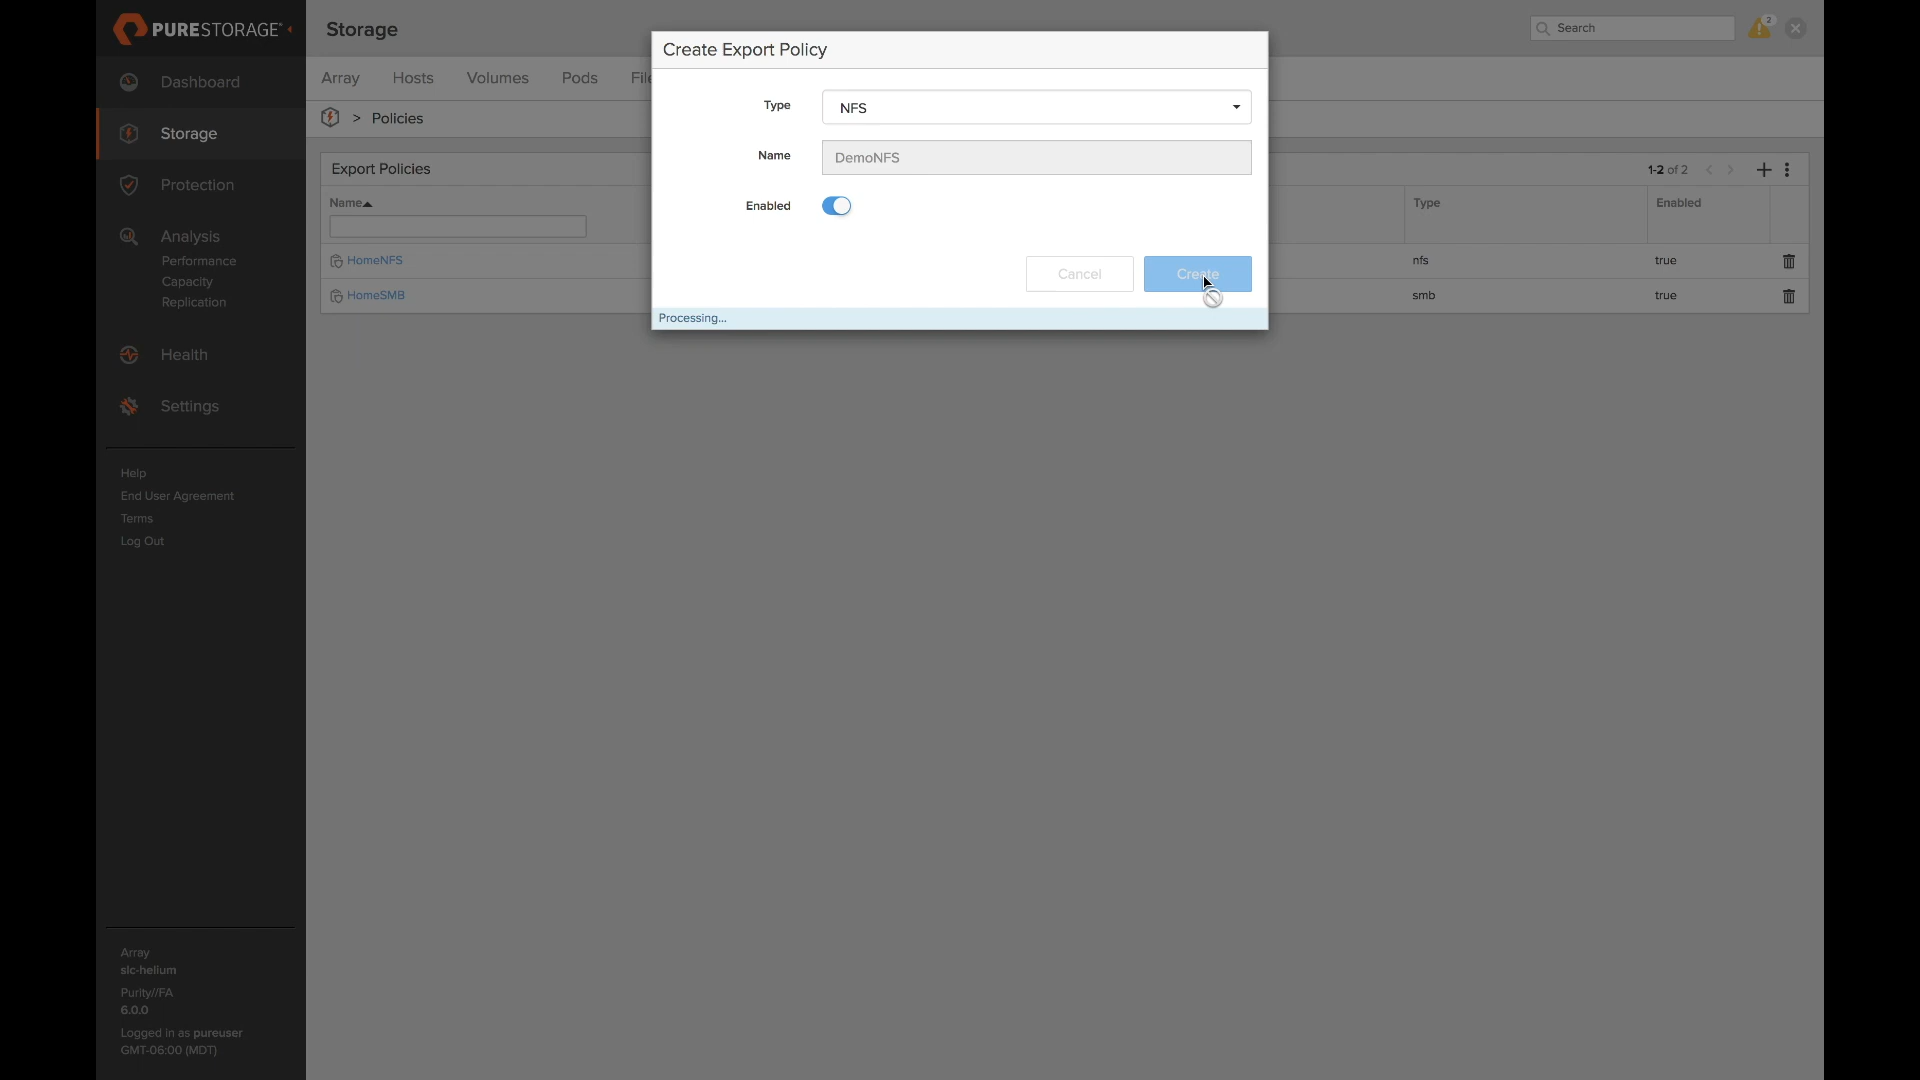 PURESTORAGE
Storage
Search
2
Create Export Policy
Dashboard
Storage
Protection
Analysis
Performance
Capacity
Replication
Health
Settings
Help
End User Agreement
Terms
Log Out
Array
slc-helium
Purity//FA
6.0.0
Logged in as pureuser
GMT-06:00 (MDT)
Array Hosts Volumes Pods
> Policies
Export Policies
1-2 of 2
Name Type Enabled
HomeNFS nfs true
HomeSMB smb true
Type NFS
Name DemoNFS
Enabled
Cancel Create
Processing...